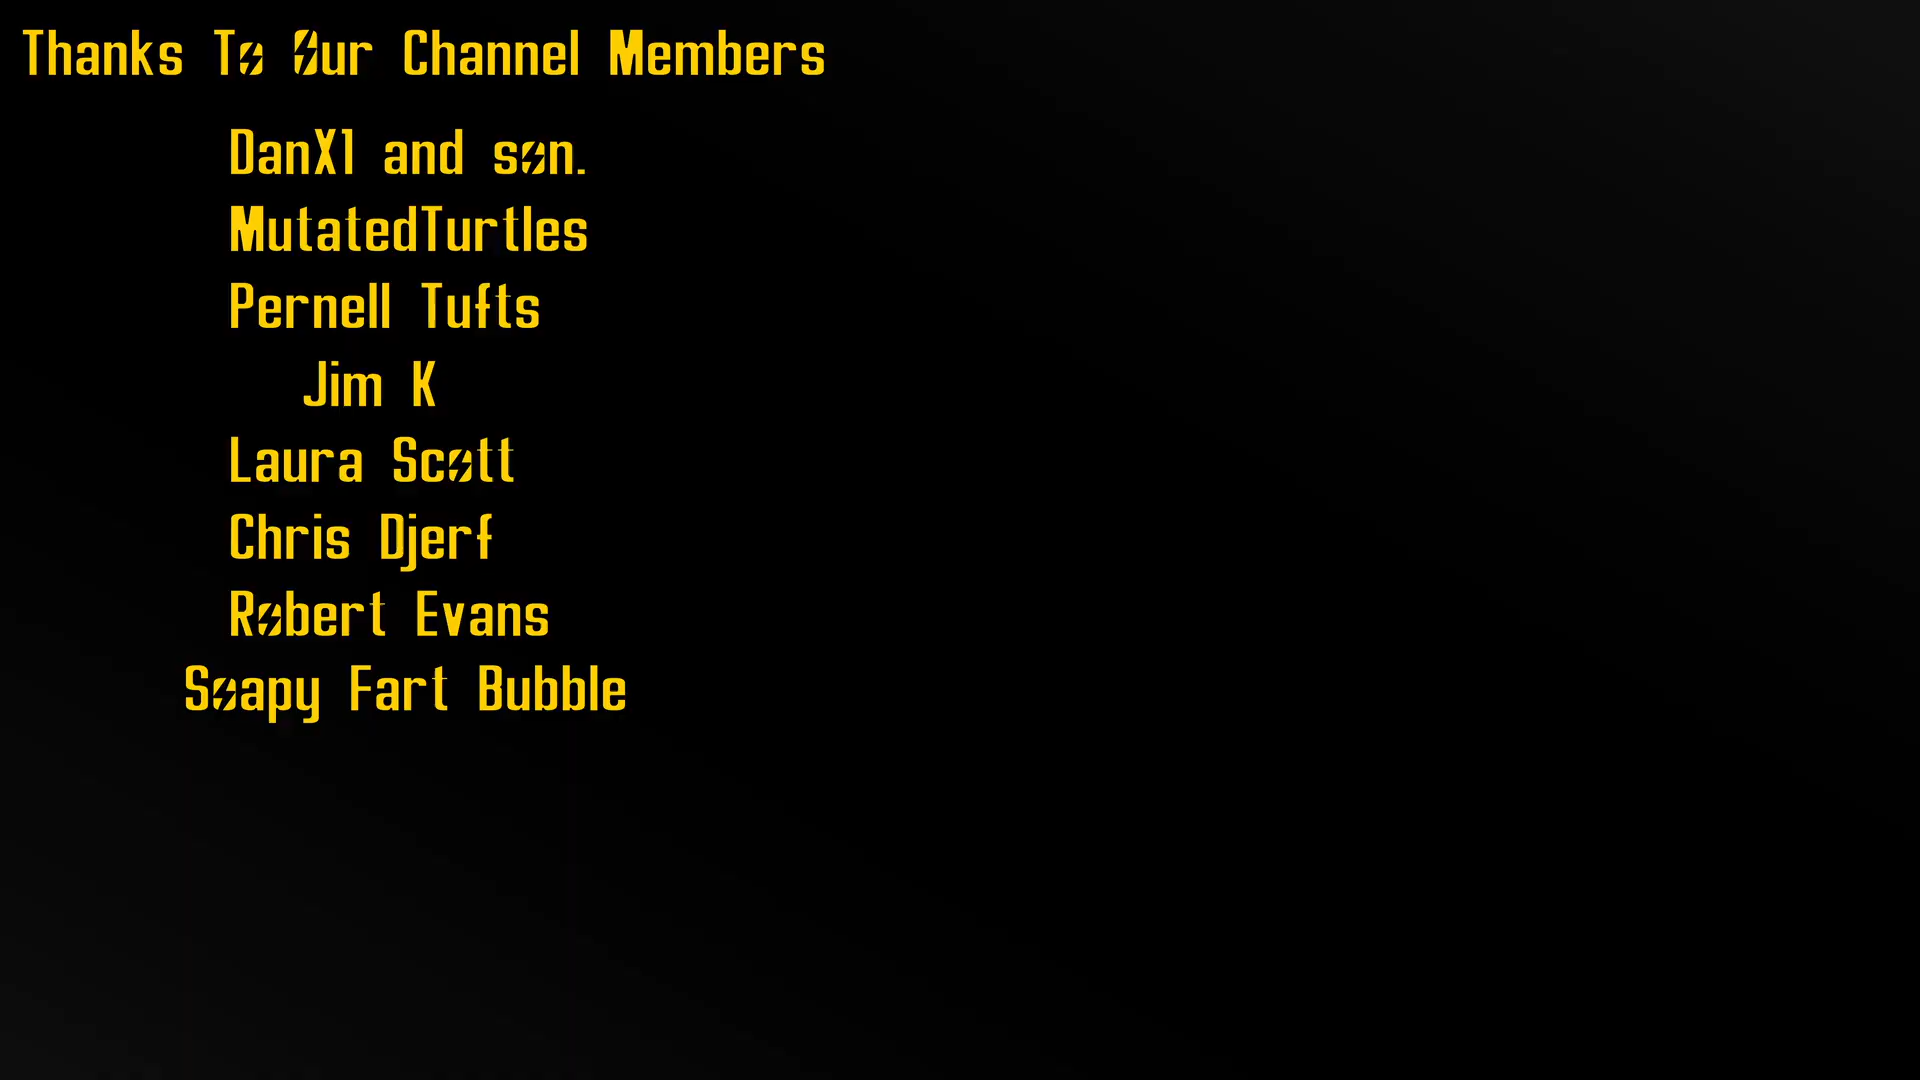 Thanks To Our Channel Members
DanX1 and son.
MutatedTurtles
Pernell Tufts
Jim K
Laura Scott
Chris Djerf
Robert Evans
Soapy Fart Bubble